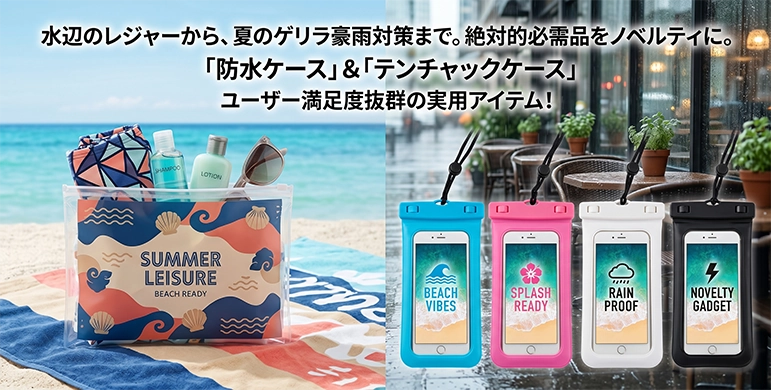 水辺のレジャーから、夏のゲリラ豪雨対策まで。絶対的必需品をノベルティに。
「防水ケース」&「テンチャックケース」
ユーザー満足度抜群の実用アイテム！
SHAMPOO
LOTION
SUMMER
LEISURE
BEACH READY
BEACH
VIBES
SPLASH
READY
RAIN
PROOF
NOVELTY
GADGET